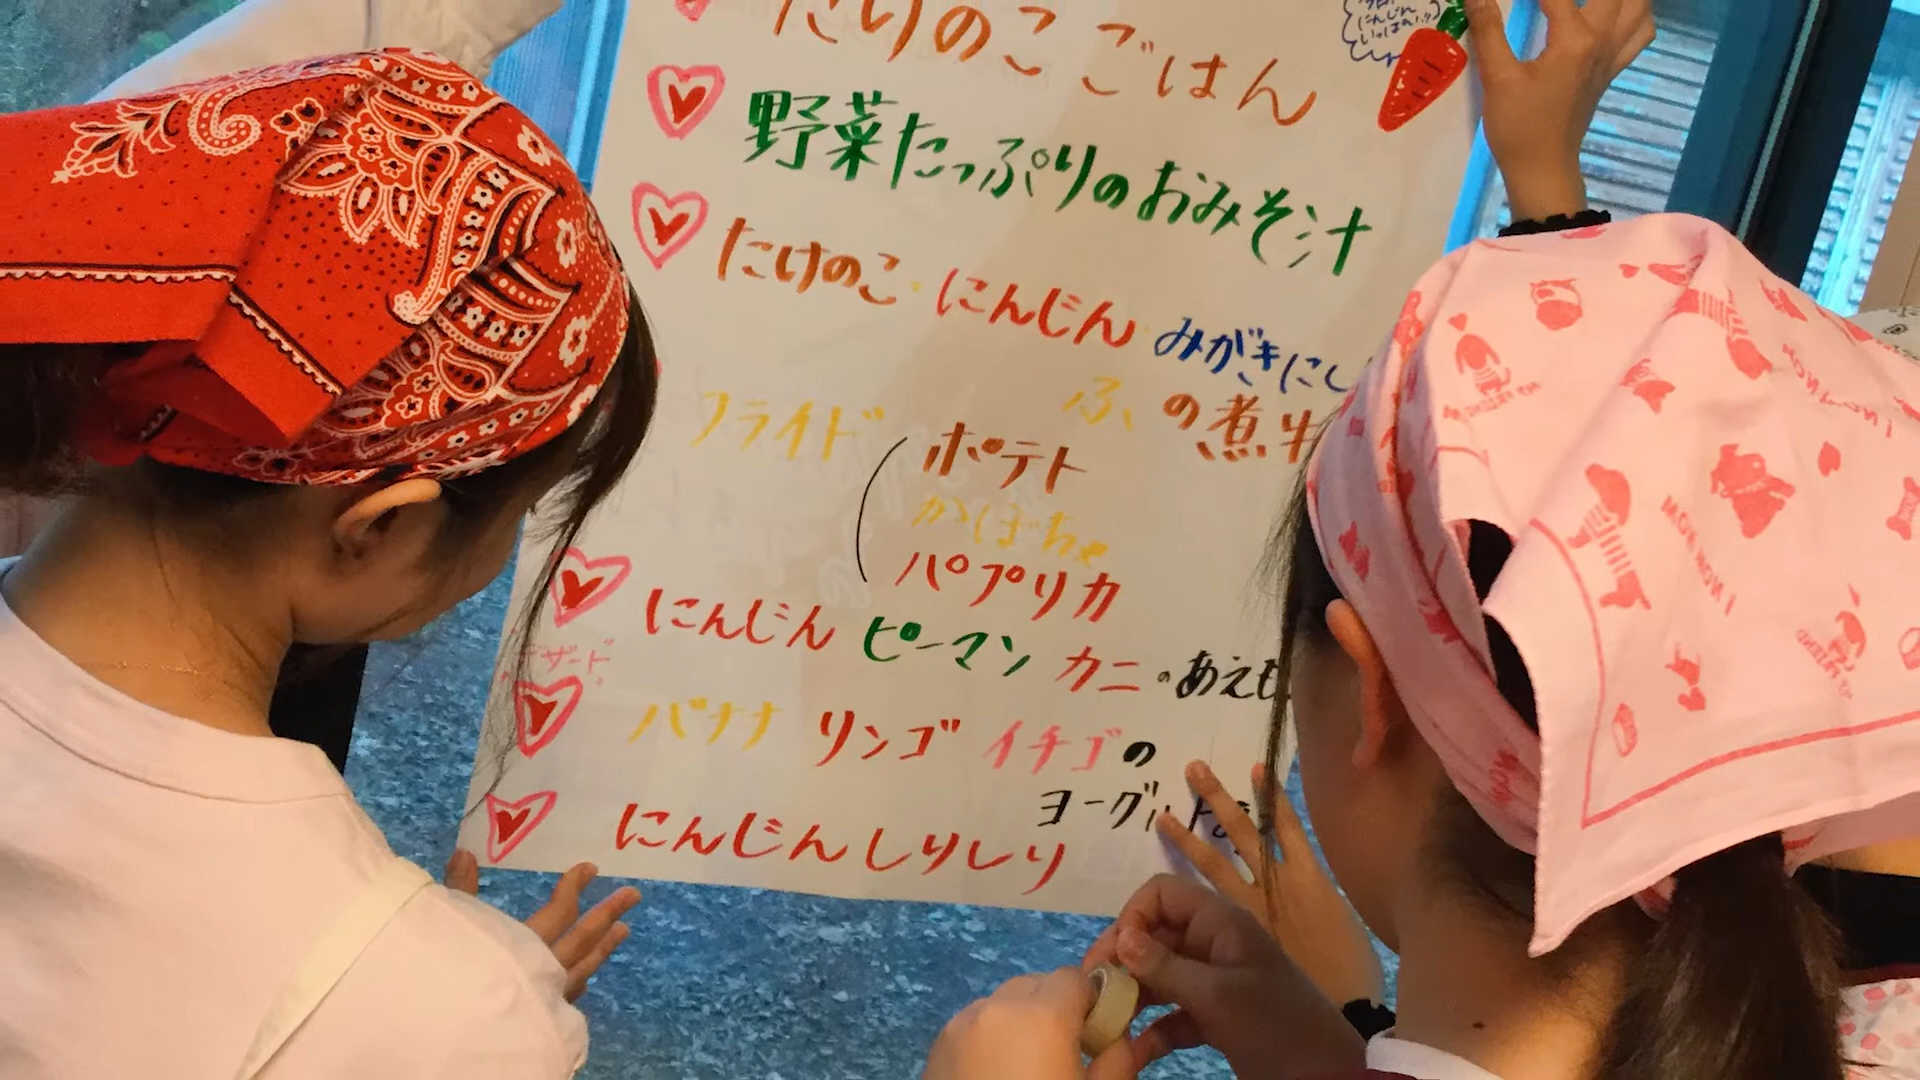 たけのこごはん
野菜たっぷりのおみそ汁
たけのこ・にんじん・みがきにし
ふ、の煮
フライド
ポテト
かぼちゃ
パプリカ
にんじん ピーマン カニのあえ
デザート
バナナ リンゴ イチゴの
ヨーグルト
にんじんしりしり